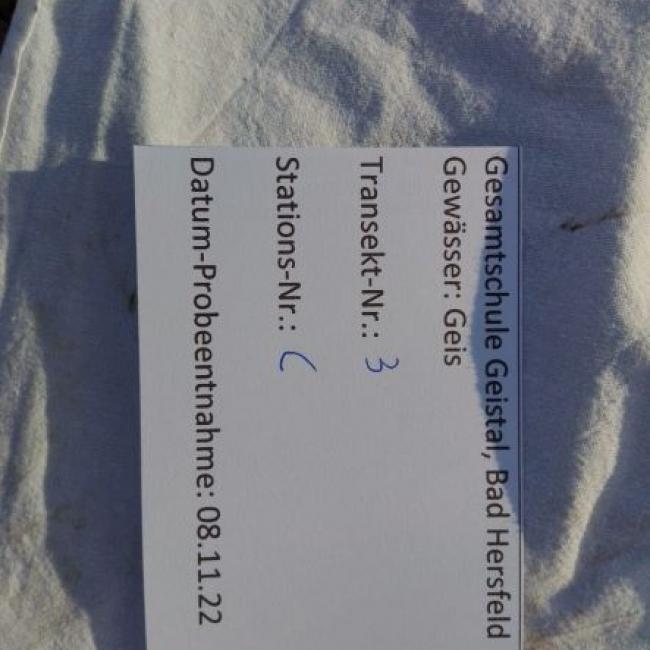 Gesamtschule Geistal, Bad Hersfeld
Gewässer: Geis
Transekt-Nr.: 3
Stations-Nr.: C
Datum-Probeentnahme: 08.11.22